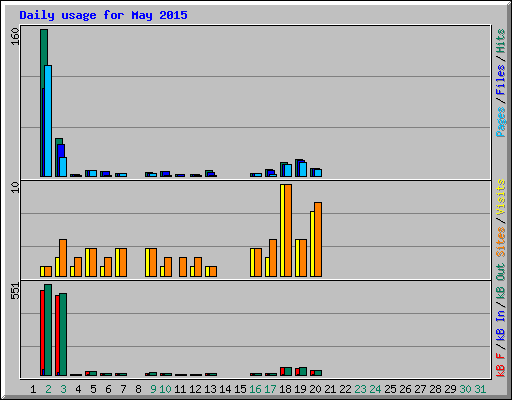 Daily usage for May 2015
160
Pages / Files / Hits
10
Sites / Visits
551
kB F / kB In / kB Out
1 2 3 4 5 6 7 8 9 10 11 12 13 14 15 16 17 18 19 20 21 22 23 24 25 26 27 28 29 30 31